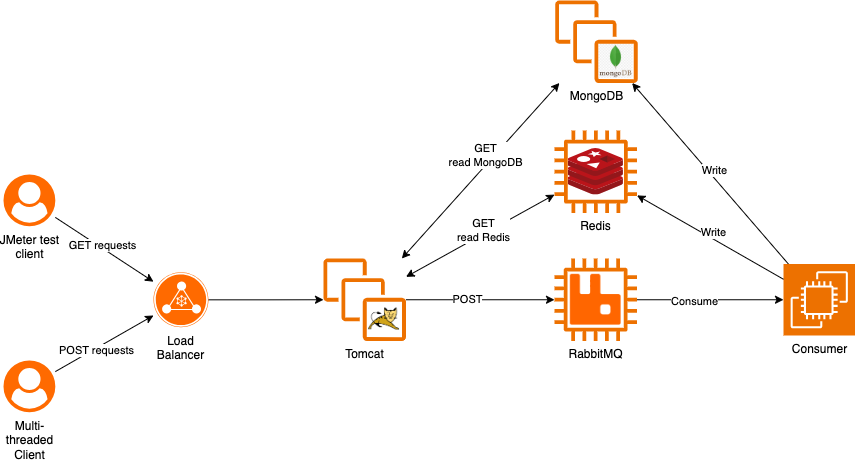 mongoDB
MongoDB
GET
read MongoDB
Write
JMeter test
client
GET requests
GET
read Redis
Redis
Write
Load
Balancer
POST requests
Tomcat
POST
RabbitMQ
Consume
Consumer
Multi-
threaded
Client